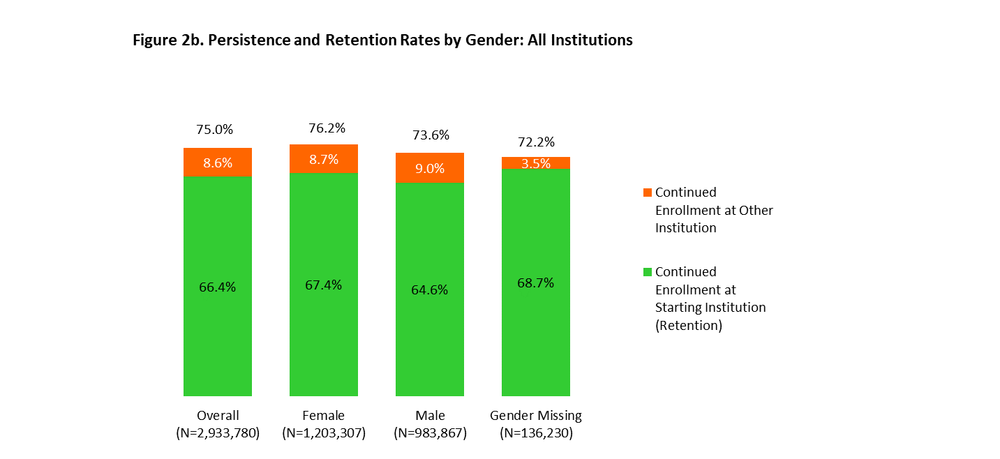 Figure 2b. Persistence and Retention Rates by Gender: All Institutions
75.0%
76.2%
73.6%
72.2%
8.6%
8.7%
9.0%
3.5%
66.4%
67.4%
64.6%
68.7%
Continued
Enrollment at Other
Institution
Continued
Enrollment at
Starting Institution
(Retention)
Overall
(N=2,933,780)
Female
(N=1,203,307)
Male
(N=983,867)
Gender Missing
(N=136,230)